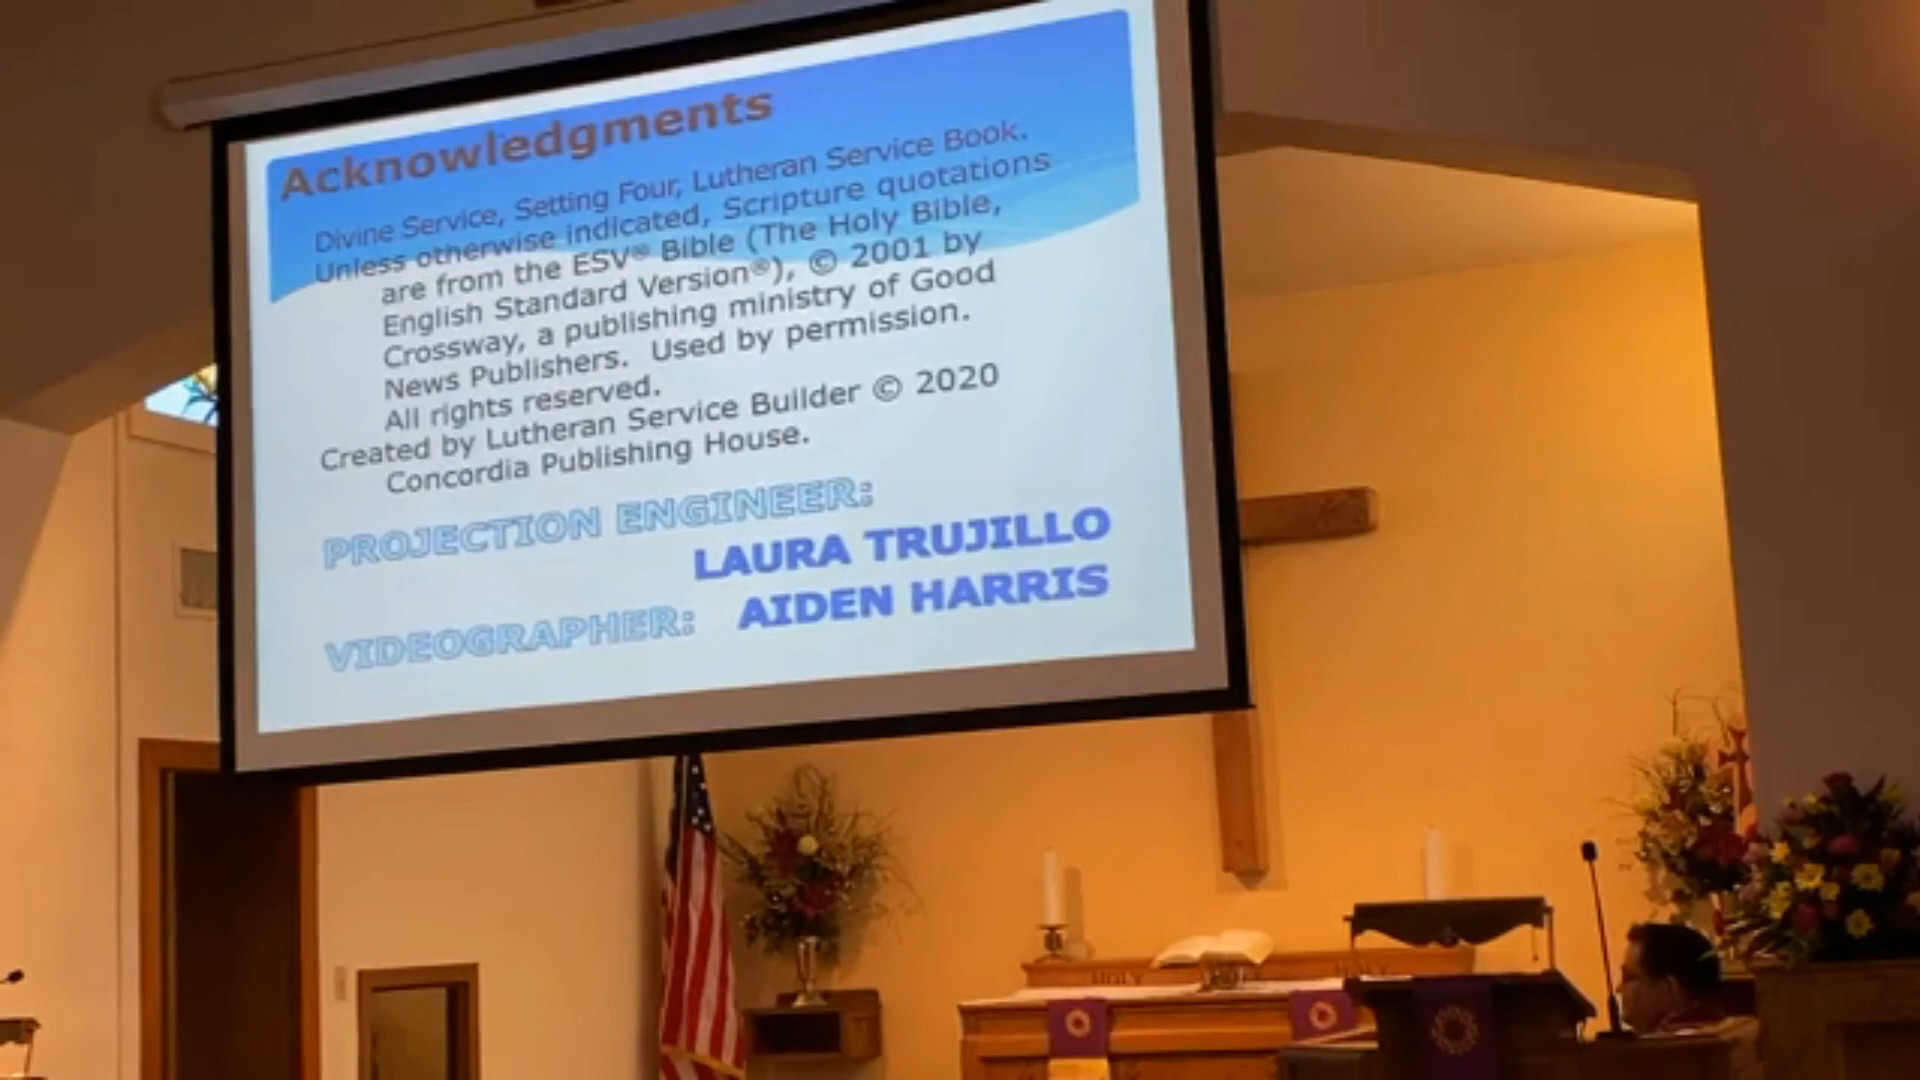 Acknowledgments
Divine Service, Setting Four, Lutheran Service Book.
Unless otherwise indicated, Scripture quotations
are from the ESV® Bible (The Holy Bible,
English Standard Version®), © 2001 by
Crossway, a publishing ministry of Good
News Publishers. Used by permission.
All rights reserved.
Created by Lutheran Service Builder © 2020
Concordia Publishing House.
PROJECTION ENGINEER:
LAURA TRUJILLO
VIDEOGRAPHER: AIDEN HARRIS
HOLY HOLY